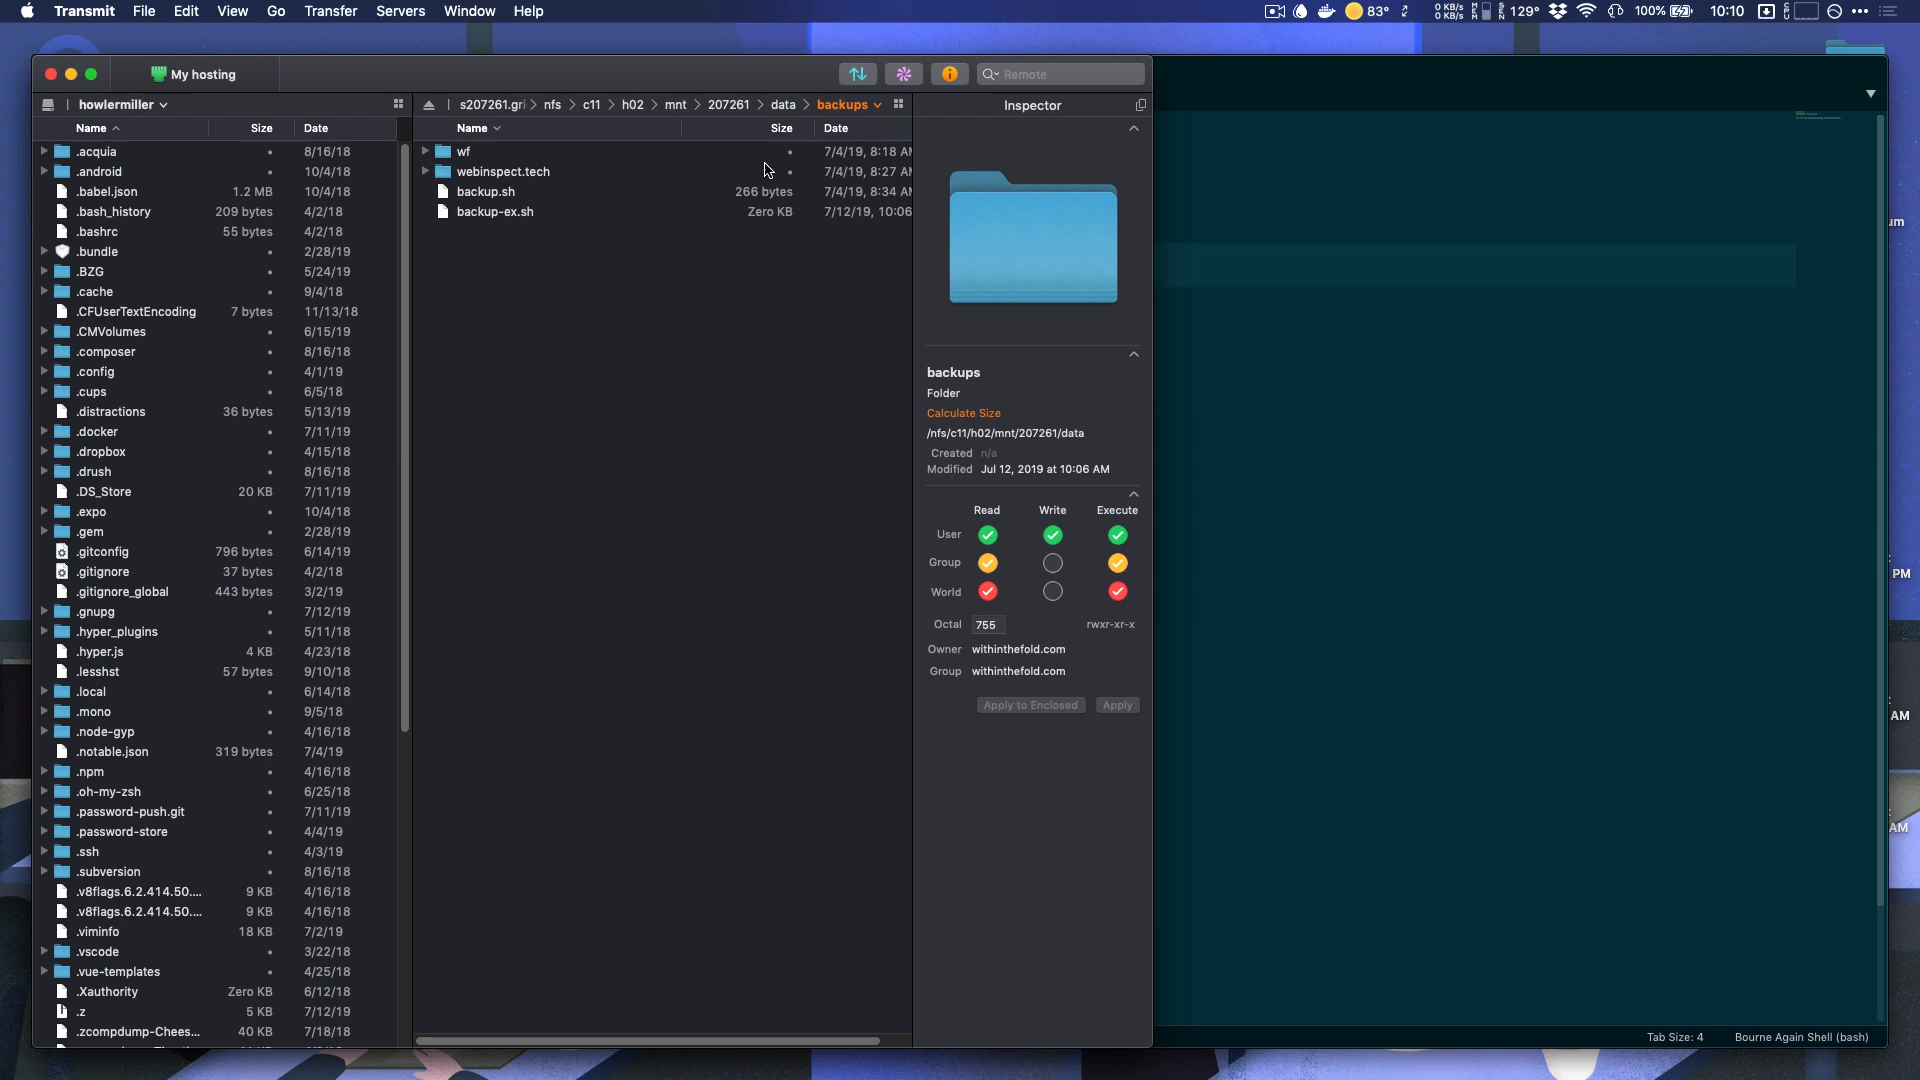 Transmit File Edit View Go Transfer Servers Window Help
83° 0 KB/s 0 KB/s 129° 100% 10:10
My hosting
Remote
howlermiller
s207261.gri nfs c11 h02 mnt 207261 data backups
Inspector
Name Size Date
Name Size Date
.acquia • 8/16/18
.android • 10/4/18
.babel.json 1.2 MB 10/4/18
.bash_history 209 bytes 4/2/18
.bashrc 55 bytes 4/2/18
.bundle • 2/28/19
.BZG • 5/24/19
.cache • 9/4/18
.CFUserTextEncoding 7 bytes 11/13/18
.CMVolumes • 6/15/19
.composer • 8/16/18
.config • 4/1/19
.cups • 6/5/18
.distractions 36 bytes 5/13/19
.docker • 7/11/19
.dropbox • 4/15/18
.drush • 8/16/18
.DS_Store 20 KB 7/11/19
.expo • 10/4/18
.gem • 2/28/19
.gitconfig 796 bytes 6/14/19
.gitignore 37 bytes 4/2/18
.gitignore_global 443 bytes 3/2/19
.gnupg • 7/12/19
.hyper_plugins • 5/11/18
.hyper.js 4 KB 4/23/18
.lesshst 57 bytes 9/10/18
.local • 6/14/18
.mono • 9/5/18
.node-gyp • 4/16/18
.notable.json 319 bytes 7/4/19
.npm • 4/16/18
.oh-my-zsh • 6/25/18
.password-push.git • 7/11/19
.password-store • 4/4/19
.ssh • 4/3/19
.subversion • 8/16/18
.v8flags.6.2.414.50.... 9 KB 4/16/18
.v8flags.6.2.414.50.... 9 KB 4/16/18
.viminfo 18 KB 7/2/19
.vscode • 3/22/18
.vue-templates • 4/25/18
.Xauthority Zero KB 6/12/18
.z 5 KB 7/12/19
.zcompdump-Chees... 40 KB 7/18/18
wf • 7/4/19, 8:18 AM
webinspect.tech • 7/4/19, 8:27 AM
backup.sh 266 bytes 7/4/19, 8:34 AM
backup-ex.sh Zero KB 7/12/19, 10:06
backups
Folder
Calculate Size
/nfs/c11/h02/mnt/207261/data
Created n/a
Modified Jul 12, 2019 at 10:06 AM
Read Write Execute
User
Group
World
Octal 755 rwxr-xr-x
Owner withinthefold.com
Group withinthefold.com
Apply to Enclosed Apply
um
PM
AM
AM
Tab Size: 4 Bourne Again Shell (bash)